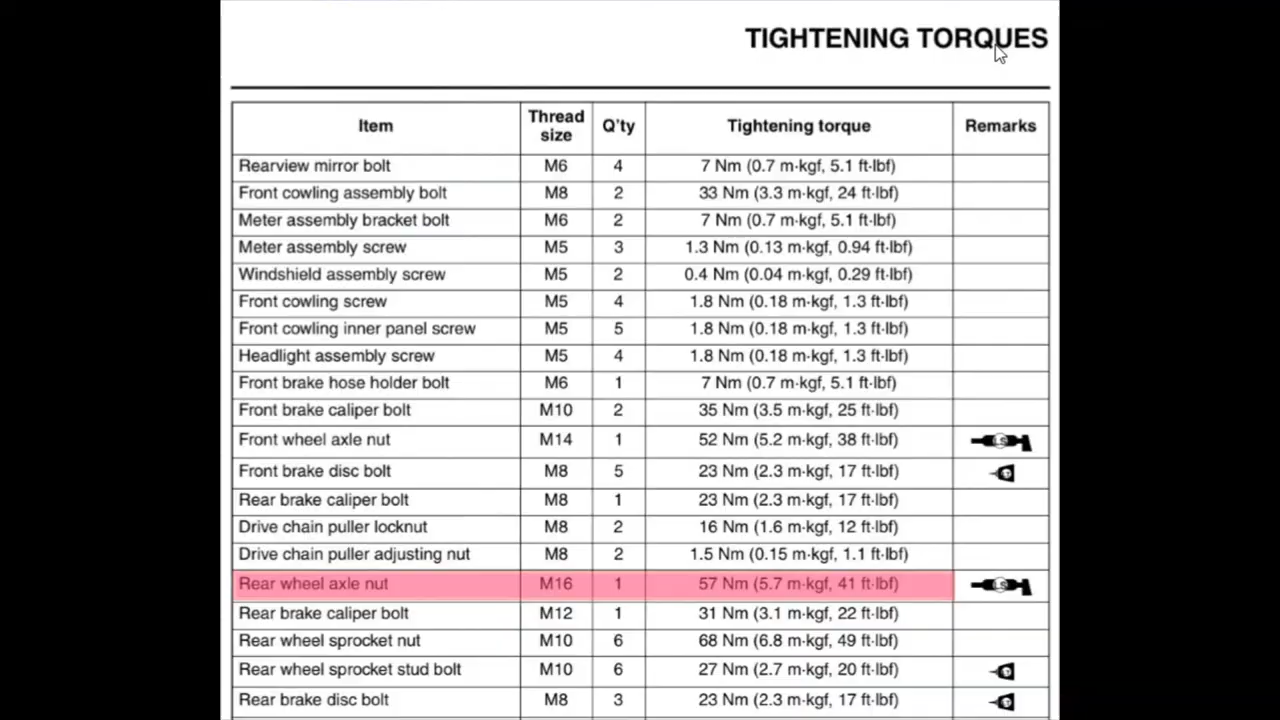 TIGHTENING TORQUES
Item Thread size Q'ty Tightening torque Remarks
Rearview mirror bolt M6 4 7 Nm (0.7 m·kgf, 5.1 ft·lbf)
Front cowling assembly bolt M8 2 33 Nm (3.3 m·kgf, 24 ft·lbf)
Meter assembly bracket bolt M6 2 7 Nm (0.7 m·kgf, 5.1 ft·lbf)
Meter assembly screw M5 3 1.3 Nm (0.13 m·kgf, 0.94 ft·lbf)
Windshield assembly screw M5 2 0.4 Nm (0.04 m·kgf, 0.29 ft·lbf)
Front cowling screw M5 4 1.8 Nm (0.18 m·kgf, 1.3 ft·lbf)
Front cowling inner panel screw M5 5 1.8 Nm (0.18 m·kgf, 1.3 ft·lbf)
Headlight assembly screw M5 4 1.8 Nm (0.18 m·kgf, 1.3 ft·lbf)
Front brake hose holder bolt M6 1 7 Nm (0.7 m·kgf, 5.1 ft·lbf)
Front brake caliper bolt M10 2 35 Nm (3.5 m·kgf, 25 ft·lbf)
Front wheel axle nut M14 1 52 Nm (5.2 m·kgf, 38 ft·lbf) LS
Front brake disc bolt M8 5 23 Nm (2.3 m·kgf, 17 ft·lbf)
Rear brake caliper bolt M8 1 23 Nm (2.3 m·kgf, 17 ft·lbf)
Drive chain puller locknut M8 2 16 Nm (1.6 m·kgf, 12 ft·lbf)
Drive chain puller adjusting nut M8 2 1.5 Nm (0.15 m·kgf, 1.1 ft·lbf)
Rear wheel axle nut M16 1 57 Nm (5.7 m·kgf, 41 ft·lbf) LS
Rear brake caliper bolt M12 1 31 Nm (3.1 m·kgf, 22 ft·lbf)
Rear wheel sprocket nut M10 6 68 Nm (6.8 m·kgf, 49 ft·lbf)
Rear wheel sprocket stud bolt M10 6 27 Nm (2.7 m·kgf, 20 ft·lbf)
Rear brake disc bolt M8 3 23 Nm (2.3 m·kgf, 17 ft·lbf)